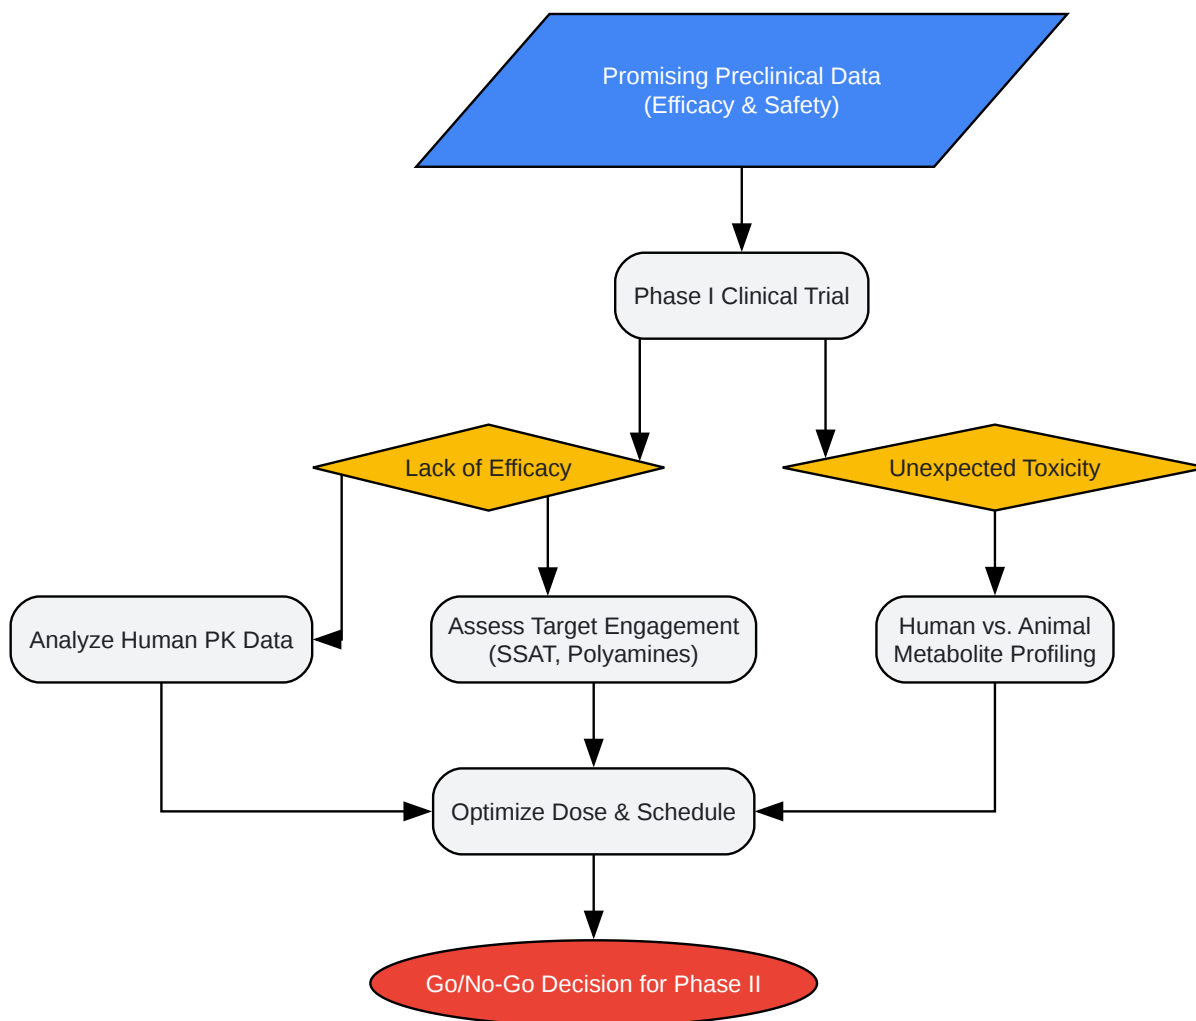 Promising Preclinical Data
(Efficacy & Safety)
Phase I Clinical Trial
Lack of Efficacy
Unexpected Toxicity
Analyze Human PK Data
Assess Target Engagement
(SSAT, Polyamines)
Human vs. Animal
Metabolite Profiling
Optimize Dose & Schedule
Go/No-Go Decision for Phase II